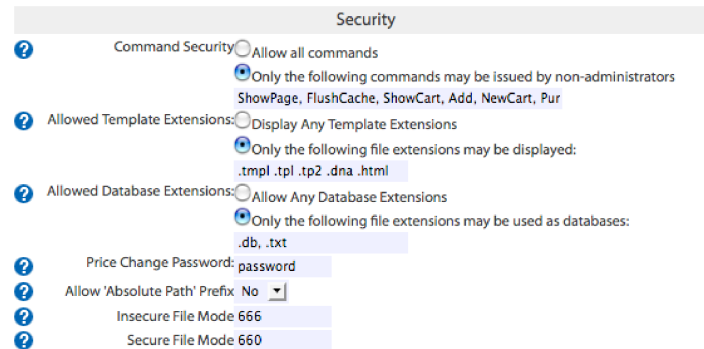 Security
Command Security Allow all commands
Only the following commands may be issued by non-administrators
ShowPage, FlushCache, ShowCart, Add, NewCart, Pur
Allowed Template Extensions: Display Any Template Extensions
Only the following file extensions may be displayed:
.tmpl .tpl .tp2 .dna .html
Allowed Database Extensions: Allow Any Database Extensions
Only the following file extensions may be used as databases:
.db, .txt
Price Change Password: password
Allow 'Absolute Path' Prefix No
Insecure File Mode 666
Secure File Mode 660